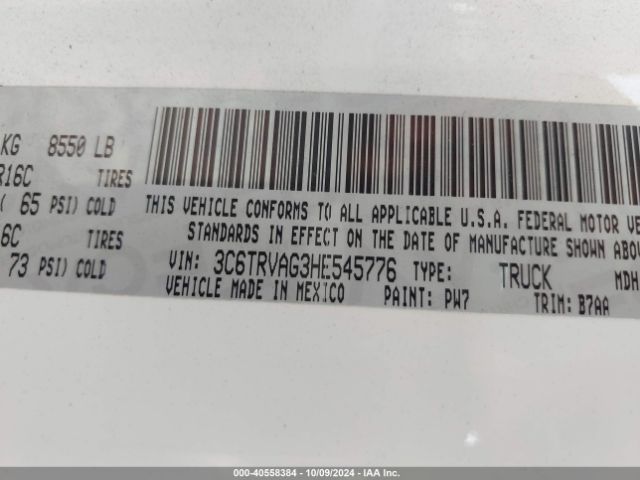 KG 8550 LB
R16C TIRES
( 65 PSI) COLD
6C TIRES
73 PSI) COLD
THIS VEHICLE CONFORMS TO ALL APPLICABLE U.S.A. FEDERAL MOTOR VE
STANDARDS IN EFFECT ON THE DATE OF MANUFACTURE SHOWN ABOV
VIN: 3C6TRVAG3HE545776 TYPE: TRUCK MDH
VEHICLE MADE IN MEXICO PAINT: PW7 TRIM: B7AA
000-40558384 - 10/09/2024 - IAA Inc.